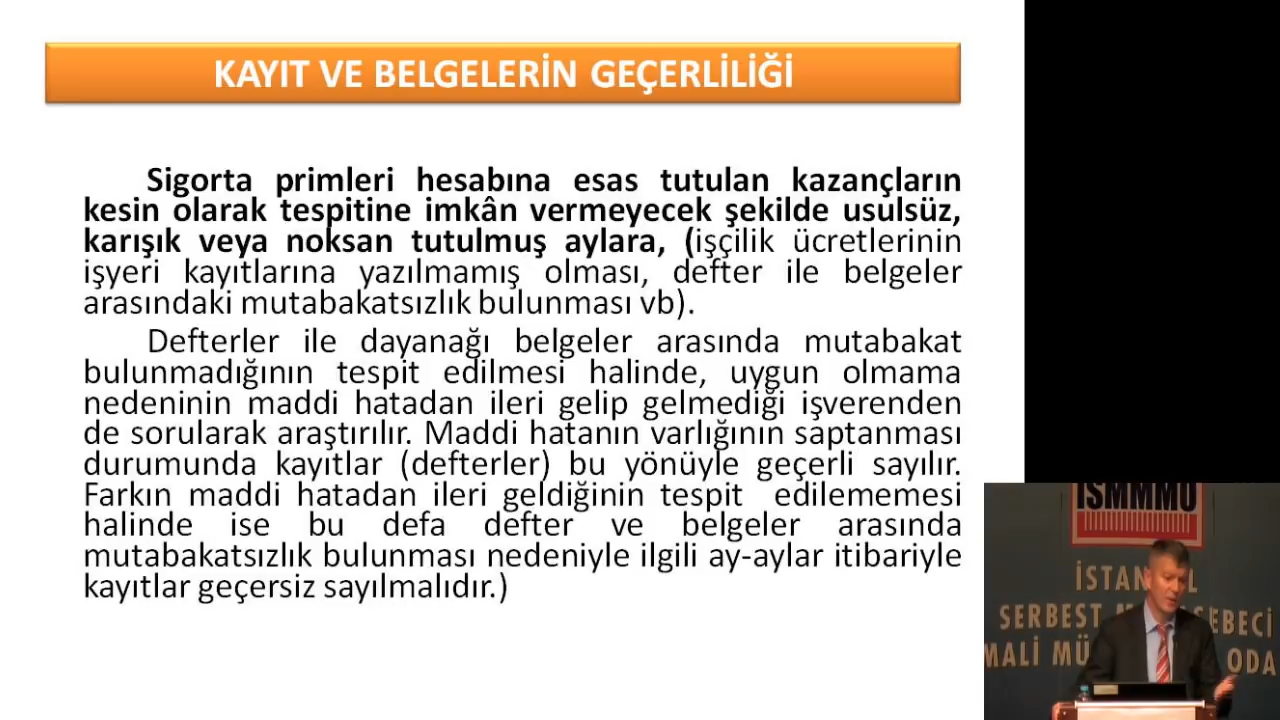 KAYIT VE BELGELERİN GEÇERLİLİĞİ
Sigorta primleri hesabına esas tutulan kazançların
kesin olarak tespitine imkân vermeyecek şekilde usulsüz,
karışık veya noksan tutulmuş aylara, (işçilik ücretlerinin
işyeri kayıtlarına yazılmamış olması, defter ile belgeler
arasındaki mutabakatsızlık bulunması vb).
Defterler ile dayanağı belgeler arasında mutabakat
bulunmadığının tespit edilmesi halinde, uygun olmama
nedeninin maddi hatadan ileri gelip gelmediği işverenden
de sorularak araştırılır. Maddi hatanın varlığının saptanması
durumunda kayıtlar (defterler) bu yönüyle geçerli sayılır.
Farkın maddi hatadan ileri geldiğinin tespit edilememesi
halinde ise bu defa defter ve belgeler arasında
mutabakatsızlık bulunması nedeniyle ilgili ay-aylar itibariyle
kayıtlar geçersiz sayılmalıdır.)
İSMMMO
SERBEST
MALİ